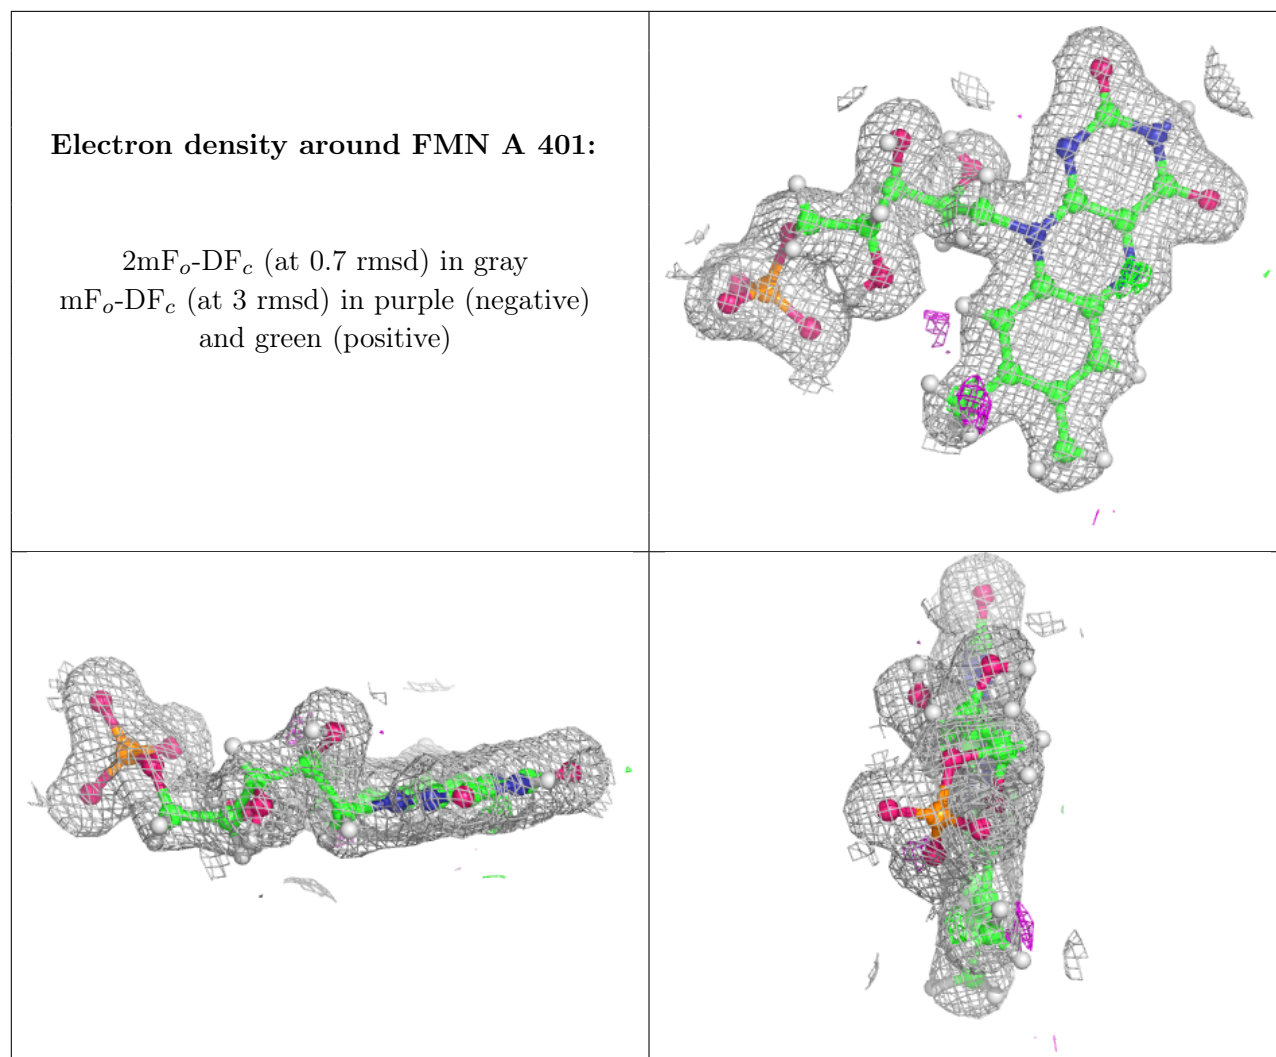 Electron density around FMN A 401:
2mFo-DFc (at 0.7 rmsd) in gray
mFo-DFc (at 3 rmsd) in purple (negative)
and green (positive)